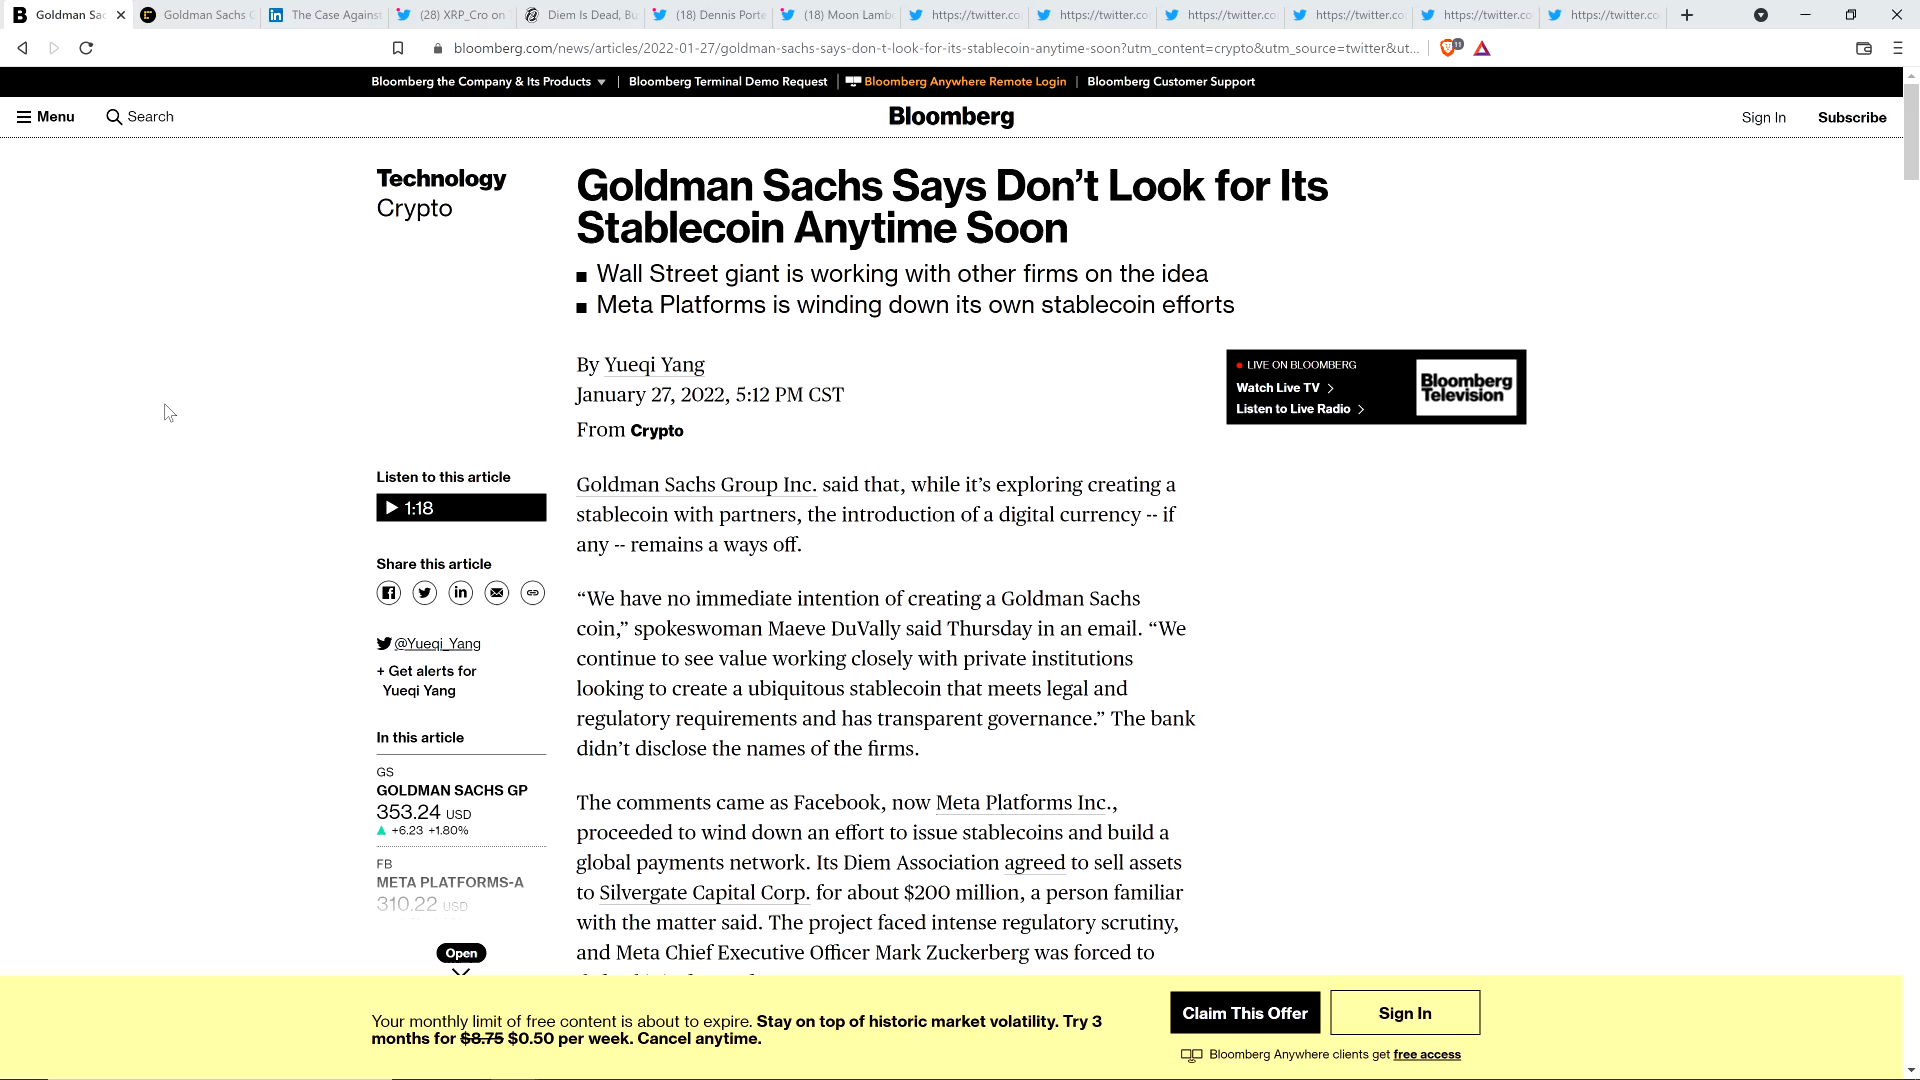 Goldman Sac
Goldman Sachs G
The Case Against
(28) XRP_Cro on
Diem Is Dead, Bu
(18) Dennis Porte
(18) Moon Lamb
https://twitter.co
https://twitter.co
https://twitter.co
https://twitter.co
https://twitter.co
https://twitter.co
bloomberg.com/news/articles/2022-01-27/goldman-sachs-says-don-t-look-for-its-stablecoin-anytime-soon?utm_content=crypto&utm_source=twitter&ut...
11
Bloomberg the Company & Its Products
Bloomberg Terminal Demo Request
Bloomberg Anywhere Remote Login
Bloomberg Customer Support
Menu
Search
Bloomberg
Sign In
Subscribe
Technology
Crypto
Goldman Sachs Says Don’t Look for Its
Stablecoin Anytime Soon
Wall Street giant is working with other firms on the idea
Meta Platforms is winding down its own stablecoin efforts
By Yueqi Yang
January 27, 2022, 5:12 PM CST
From Crypto
LIVE ON BLOOMBERG
Watch Live TV
Listen to Live Radio
Bloomberg
Television
Listen to this article
1:18
Share this article
@Yueqi_Yang
+ Get alerts for
Yueqi Yang
In this article
GS
GOLDMAN SACHS GP
353.24 USD
+6.23 +1.80%
FB
META PLATFORMS-A
310.22 USD
Open
Goldman Sachs Group Inc. said that, while it’s exploring creating a
stablecoin with partners, the introduction of a digital currency -- if
any -- remains a ways off.
“We have no immediate intention of creating a Goldman Sachs
coin,” spokeswoman Maeve DuVally said Thursday in an email. “We
continue to see value working closely with private institutions
looking to create a ubiquitous stablecoin that meets legal and
regulatory requirements and has transparent governance.” The bank
didn’t disclose the names of the firms.
The comments came as Facebook, now Meta Platforms Inc.,
proceeded to wind down an effort to issue stablecoins and build a
global payments network. Its Diem Association agreed to sell assets
to Silvergate Capital Corp. for about $200 million, a person familiar
with the matter said. The project faced intense regulatory scrutiny,
and Meta Chief Executive Officer Mark Zuckerberg was forced to
Your monthly limit of free content is about to expire. Stay on top of historic market volatility. Try 3
months for $8.75 $0.50 per week. Cancel anytime.
Claim This Offer
Sign In
Bloomberg Anywhere clients get free access